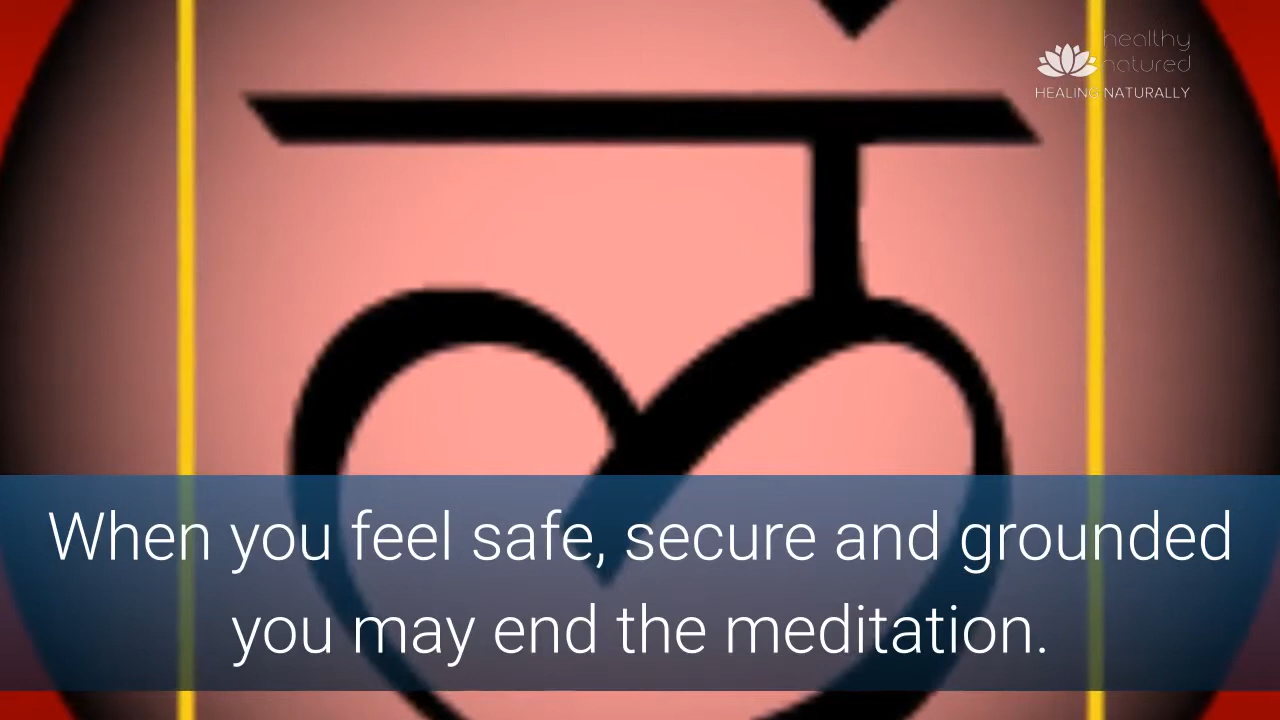 healthy
natured
HEALING NATURALLY
ळं
When you feel safe, secure and grounded
you may end the meditation.